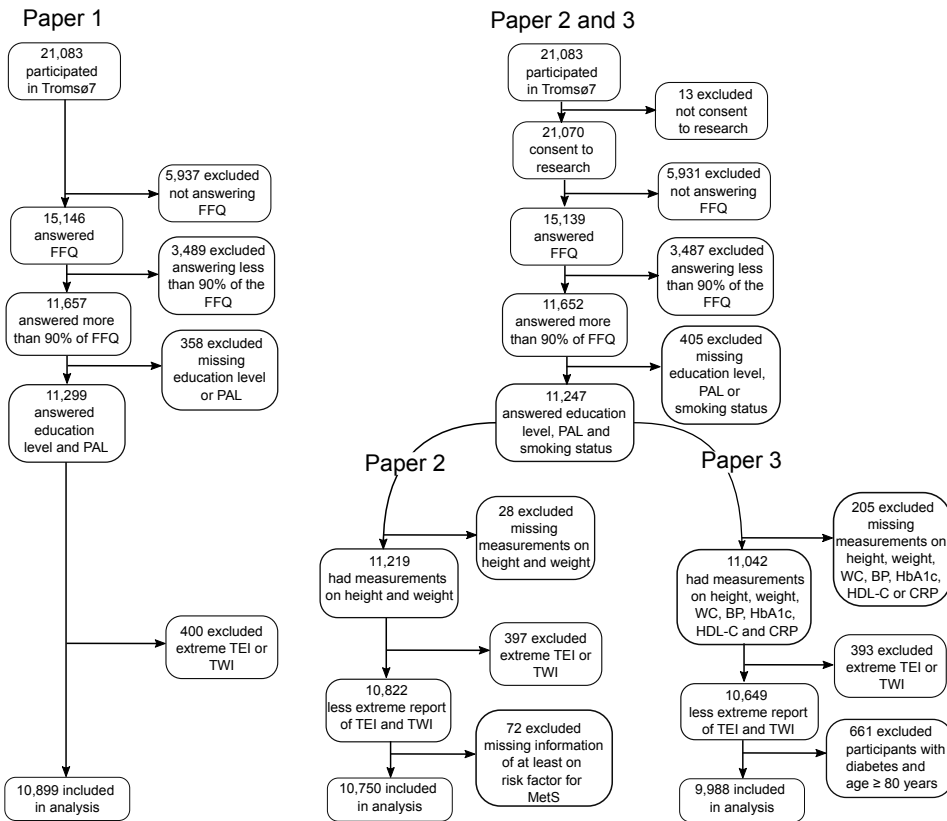 Paper 1
21,083
participated
in Tromsø7
5,937 excluded
not answering
FFQ
15,146
answered
FFQ
3,489 excluded
answering less
than 90% of the
FFQ
11,657
answered more
than 90% of FFQ
358 excluded
missing
education level
or PAL
11,299
answered
education
level and PAL
400 excluded
extreme TEI or
TWI
10,899 included
in analysis
Paper 2 and 3
21,083
participated
in Tromsø7
13 excluded
not consent
to research
21,070
consent to
research
5,931 excluded
not answering
FFQ
15,139
answered
FFQ
3,487 excluded
answering less
than 90% of the
FFQ
11,652
answered more
than 90% of FFQ
405 excluded
missing
education level,
PAL or
smoking status
11,247
answered education
level, PAL and
smoking status
Paper 2
28 excluded
missing
measurements on
height and weight
11,219
had measurements
on height and weight
397 excluded
extreme TEI or
TWI
10,822
less extreme report
of TEI and TWI
72 excluded
missing information
of at least on
risk factor for
MetS
10,750 included
in analysis
Paper 3
205 excluded
missing
measurements on
height, weight,
WC, BP, HbA1c,
HDL-C or CRP
11,042
had measurements
on height, weight,
WC, BP, HbA1c,
HDL-C and CRP
393 excluded
extreme TEI or
TWI
10,649
less extreme report
of TEI and TWI
661 excluded
participants with
diabetes and
age ≥ 80 years
9,988 included
in analysis